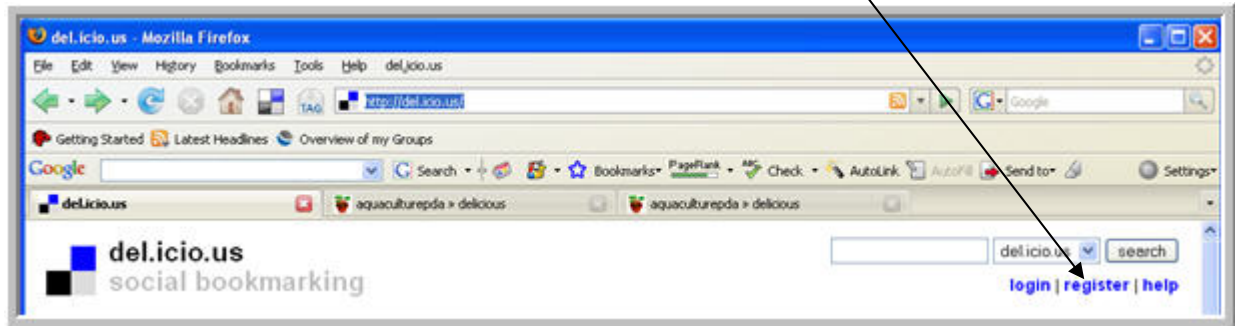 del.icio.us - Mozilla Firefox
File Edit View History Bookmarks Tools Help del.icio.us
TAG http://del.icio.us/ G Google
Getting Started Latest Headlines Overview of my Groups
Google G Search Bookmarks PageRank ABC Check AutoLink AutoFill Send to Settings
del.icio.us aquaculturepda » delicious aquaculturepda » delicious
del.icio.us del.icio.us search
social bookmarking login | register | help